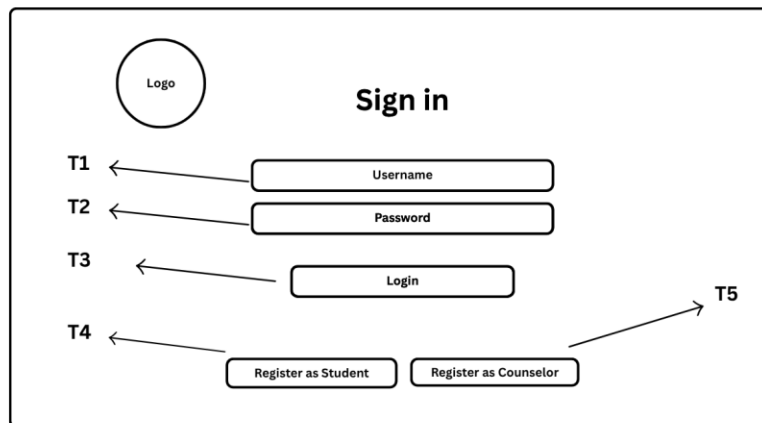 Logo
Sign in
T1
Username
T2
Password
T3
Login
T5
T4
Register as Student
Register as Counselor